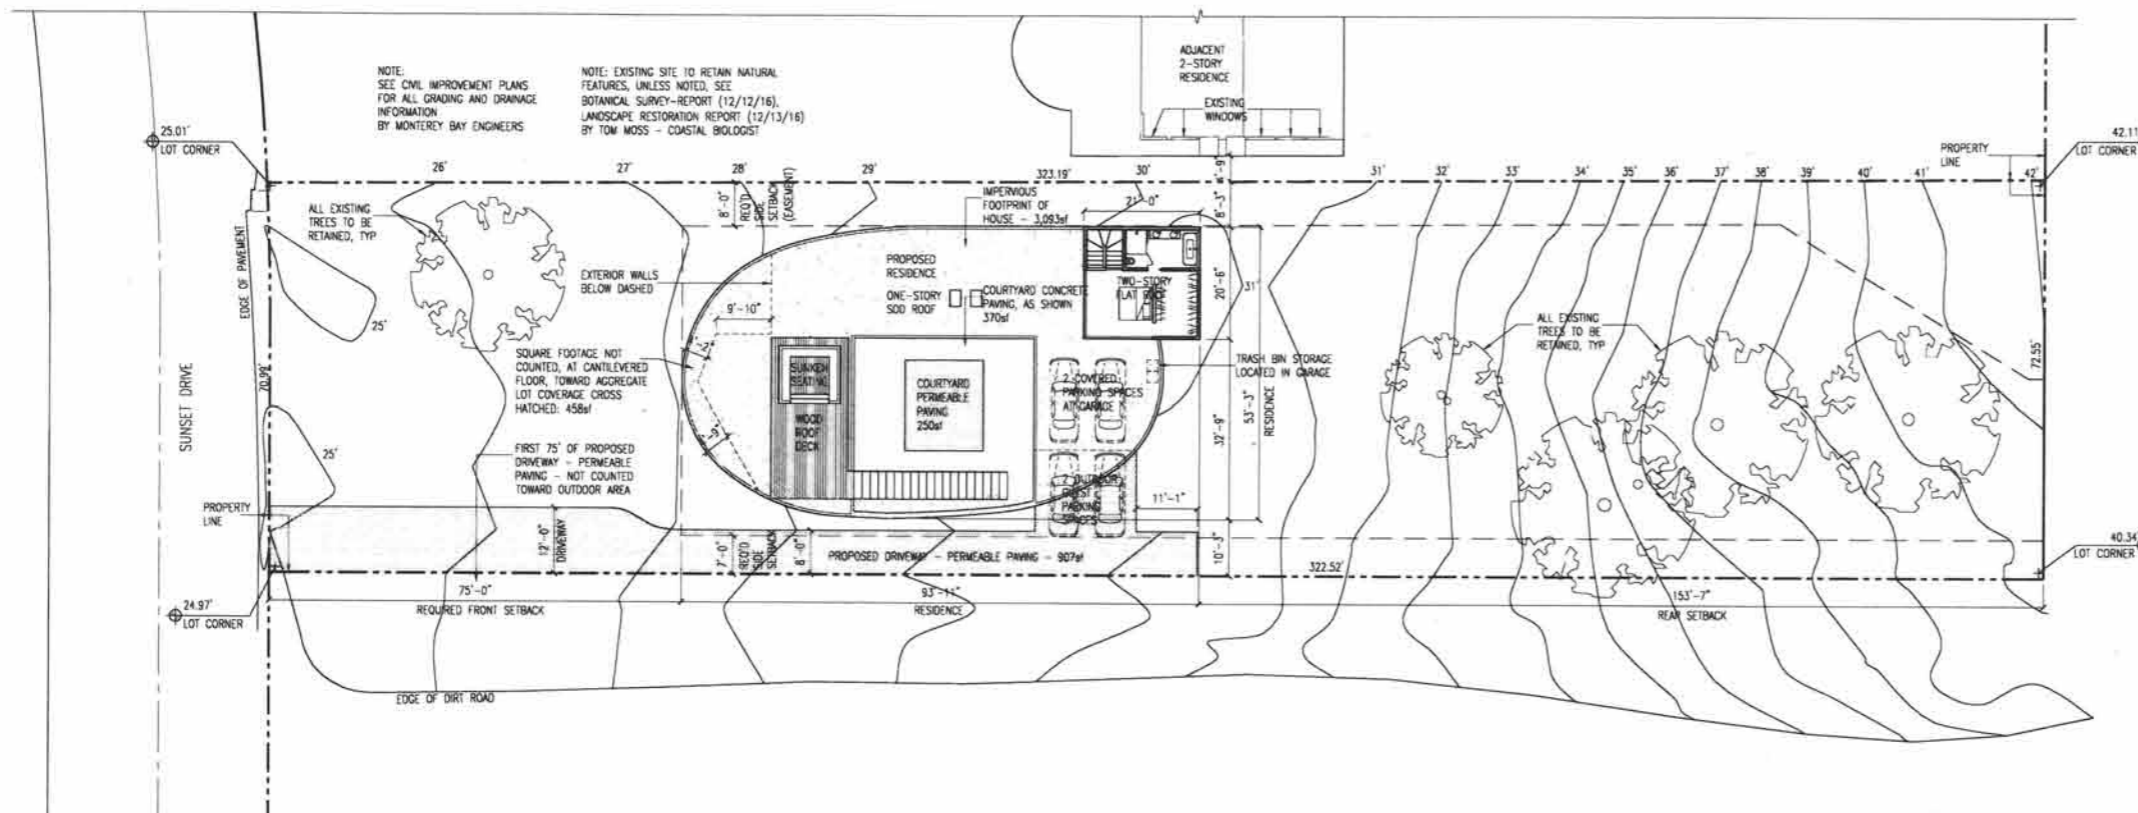 NOTE:
SEE CIVIL IMPROVEMENT PLANS
FOR ALL GRADING AND DRAINAGE
INFORMATION
BY MONTEREY BAY ENGINEERS
NOTE: EXISTING SITE TO RETAIN NATURAL
FEATURES, UNLESS NOTED, SEE
BOTANICAL SURVEY-REPORT (12/12/16),
LANDSCAPE RESTORATION REPORT (12/13/16)
BY TOM MOSS - COASTAL BIOLOGIST
ADJACENT
2-STORY
RESIDENCE
EXISTING
WINDOWS
25.01'
LOT CORNER
42.11
LOT CORNER
PROPERTY
LINE
26'
27'
28'
29'
323.19'
30'
31'
32'
33'
34'
35'
36'
37'
38'
39'
40'
41'
42'
8'-0"
REQ'D
SIDE
SETBACK
(EASEMENT)
IMPERVIOUS
FOOTPRINT OF
HOUSE - 3,093sf
21'-0"
8'-3"
4'-9"
ALL EXISTING
TREES TO BE
RETAINED, TYP
EDGE OF PAVEMENT
EXTERIOR WALLS
BELOW DASHED
PROPOSED
RESIDENCE
ONE-STORY
SOD ROOF
COURTYARD CONCRETE
PAVING, AS SHOWN
370sf
TWO-STORY
20'-6"
31'
9'-10"
25'
SQUARE FOOTAGE NOT
COUNTED, AT CANTILEVERED
FLOOR, TOWARD AGGREGATE
LOT COVERAGE CROSS
HATCHED: 458sf
SUNKEN
SEATING
WOOD
ROOF
DECK
COURTYARD
PERMEABLE
PAVING
250sf
2-COVERED
PARKING SPACES
AT GARAGE
TRASH BIN STORAGE
LOCATED IN GARAGE
ALL EXISTING
TREES TO BE
RETAINED, TYP
72.55'
70.99'
SUNSET DRIVE
25'
FIRST 75' OF PROPOSED
DRIVEWAY - PERMEABLE
PAVING - NOT COUNTED
TOWARD OUTDOOR AREA
32'-9"
53'-3"
RESIDENCE
2 OUTDOOR
GUEST
PARKING
SPACES
11'-1"
PROPERTY
LINE
12'-0"
DRIVEWAY
7'-0"
REQ'D
SIDE
SETBACK
8'-0"
PROPOSED DRIVEWAY - PERMEABLE PAVING - 907sf
10'-3"
322.52'
40.34'
LOT CORNER
24.97'
LOT CORNER
75'-0"
REQUIRED FRONT SETBACK
93'-11"
RESIDENCE
153'-7"
REAR SETBACK
EDGE OF DIRT ROAD